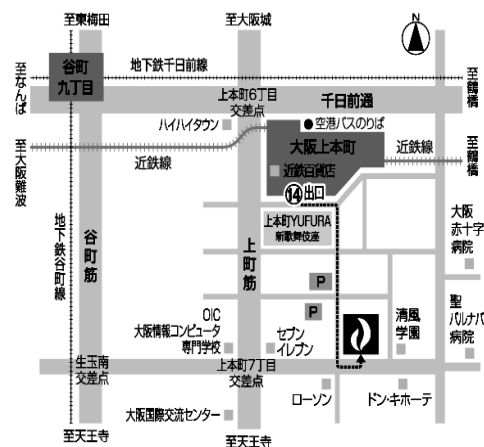 至東梅田
至大阪城
N
谷町
九丁目
地下鉄千日前線
至なんば
至鶴橋
上本町6丁目
交差点
千日前通
ハイハイタウン
空港バスのりば
大阪上本町
至大阪難波
近鉄線
近鉄百貨店
近鉄線
至鶴橋
⑭出口
上本町YUFURA
新歌舞伎座
大阪
赤十字
病院
地下鉄谷町線
谷町筋
上町筋
P
P
OIC
大阪情報コンピュータ
専門学校
セブン
イレブン
清風
学園
聖
バルナバ
病院
生玉南
交差点
上本町7丁目
交差点
ローソン
ドン・キホーテ
大阪国際交流センター
至天王寺
至天王寺